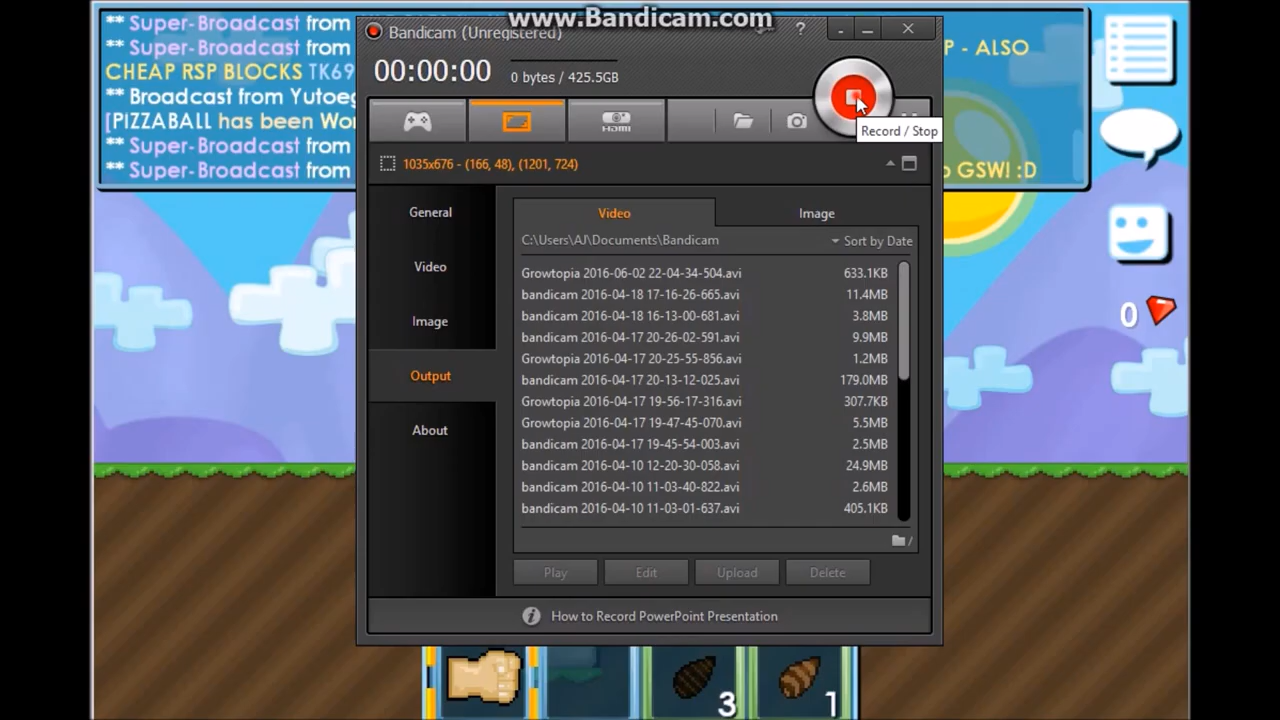 www.Bandicam.com
** Super-Broadcast from
** Super-Broadcast from
CHEAP RSP BLOCKS TK69
** Broadcast from Yutoeg
[PIZZABALL has been Wor
** Super-Broadcast from
** Super-Broadcast from
P - ALSO
o GSW! :D
Bandicam (Unregistered)
?
00:00:00
0 bytes / 425.5GB
HDMI
Record / Stop
1035x676 - (166, 48), (1201, 724)
General
Video
Image
Output
About
Video
Image
C:\Users\AJ\Documents\Bandicam
Sort by Date
Growtopia 2016-06-02 22-04-34-504.avi 633.1KB
bandicam 2016-04-18 17-16-26-665.avi 11.4MB
bandicam 2016-04-18 16-13-00-681.avi 3.8MB
bandicam 2016-04-17 20-26-02-591.avi 9.9MB
Growtopia 2016-04-17 20-25-55-856.avi 1.2MB
bandicam 2016-04-17 20-13-12-025.avi 179.0MB
Growtopia 2016-04-17 19-56-17-316.avi 307.7KB
Growtopia 2016-04-17 19-47-45-070.avi 5.5MB
bandicam 2016-04-17 19-45-54-003.avi 2.5MB
bandicam 2016-04-10 12-20-30-058.avi 24.9MB
bandicam 2016-04-10 11-03-40-822.avi 2.6MB
bandicam 2016-04-10 11-03-01-637.avi 405.1KB
/
Play
Edit
Upload
Delete
How to Record PowerPoint Presentation
0
3
1